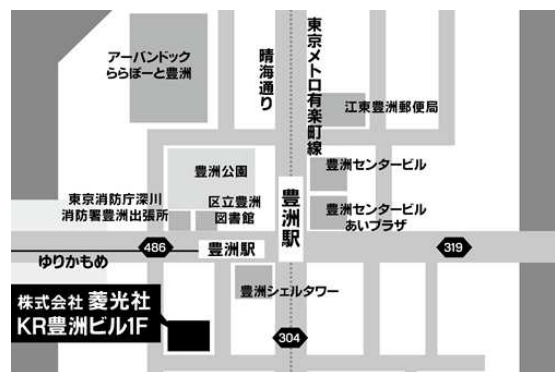 アーバンドック
ららぽーと豊洲
晴海通り
東京メトロ有楽町線
江東豊洲郵便局
豊洲公園
豊洲センタービル
東京消防庁深川
消防署豊洲出張所
区立豊洲
図書館
豊洲駅
豊洲センタービル
あいプラザ
486
豊洲駅
319
ゆりかもめ
豊洲シェルタワー
株式会社 菱光社
KR豊洲ビル1F
304